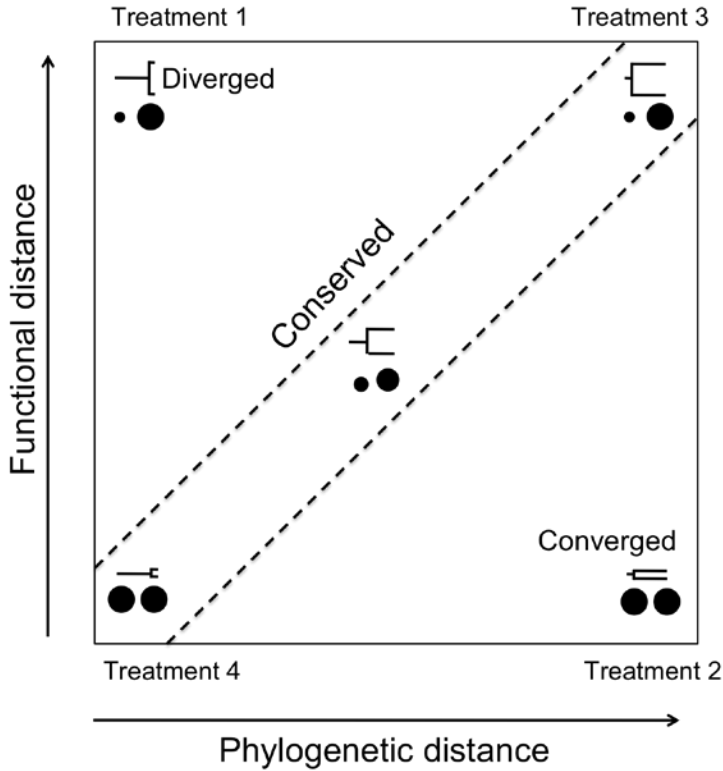 Treatment 1
Treatment 3
Diverged
Functional distance
Conserved
Converged
Treatment 4
Treatment 2
Phylogenetic distance